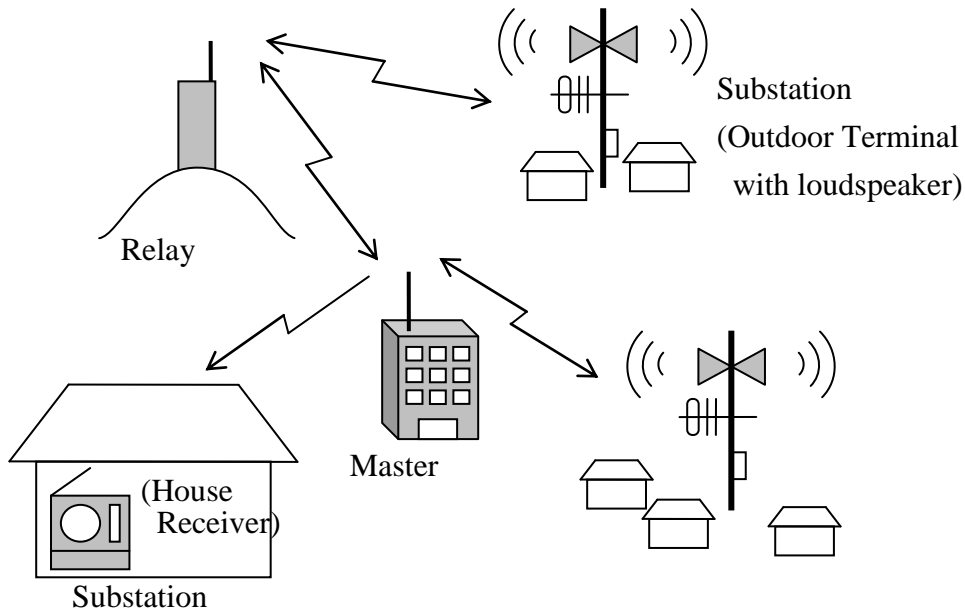 Substation
(Outdoor Terminal
with loudspeaker)
Relay
Master
(House
Receiver)
Substation